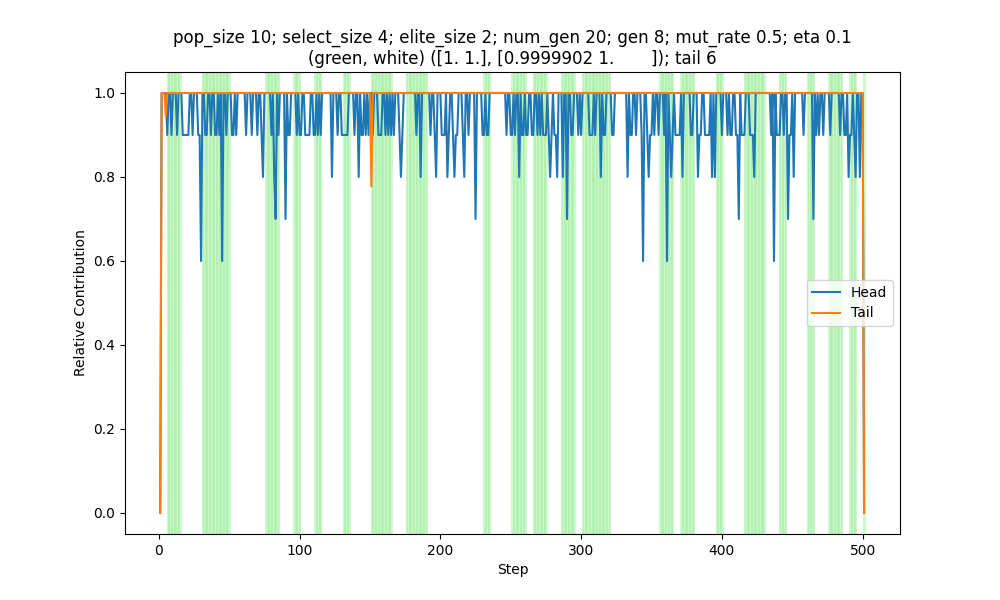 pop_size 10; select_size 4; elite_size 2; num_gen 20; gen 8; mut_rate 0.5; eta 0.1
(green, white) ([1. 1.], [0.9999902 1.        ]); tail 6
1.0
0.8
0.6
0.4
0.2
0.0
Relative Contribution
Head
Tail
0
100
200
300
400
500
Step